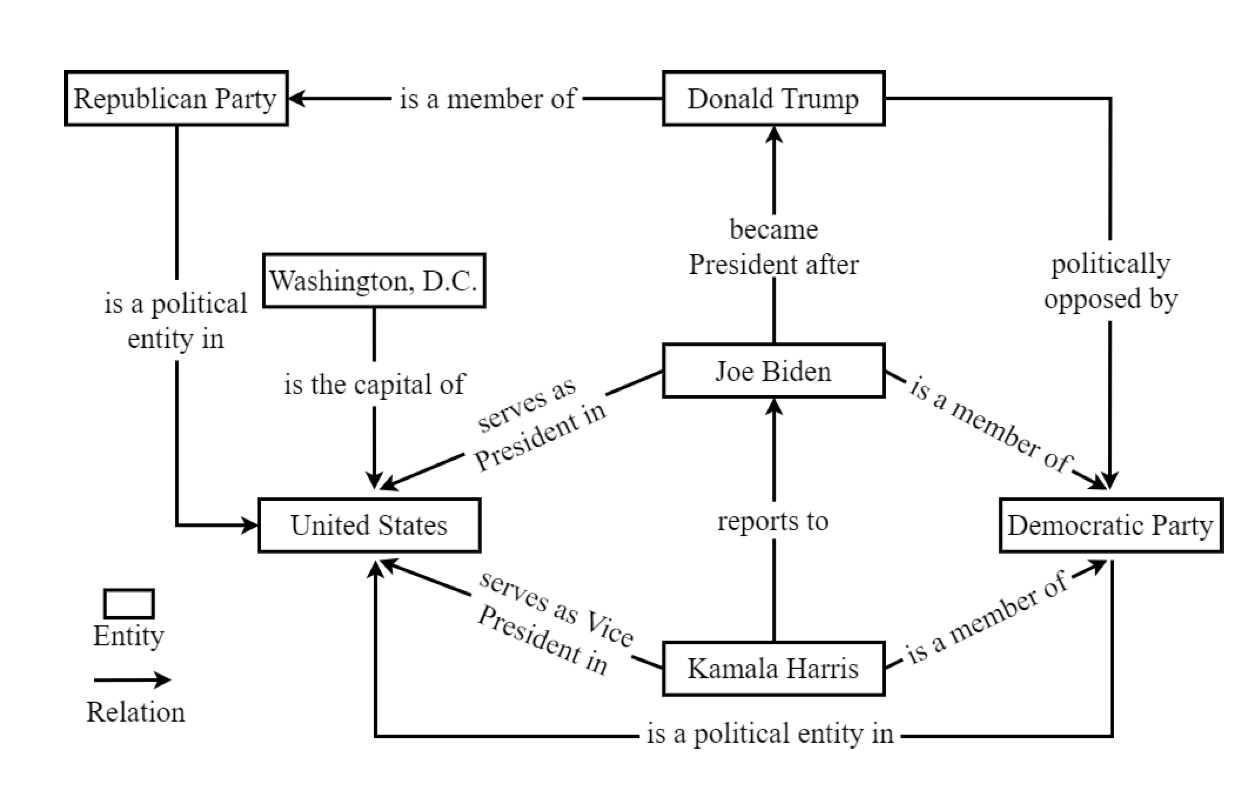 Republican Party
is a member of
Donald Trump
became
President after
politically
opposed by
Washington, D.C.
is a political
entity in
is the capital of
Joe Biden
serves as
President in
is a member of
United States
reports to
Democratic Party
serves as Vice
President in
is a member of
Kamala Harris
Entity
Relation
is a political entity in